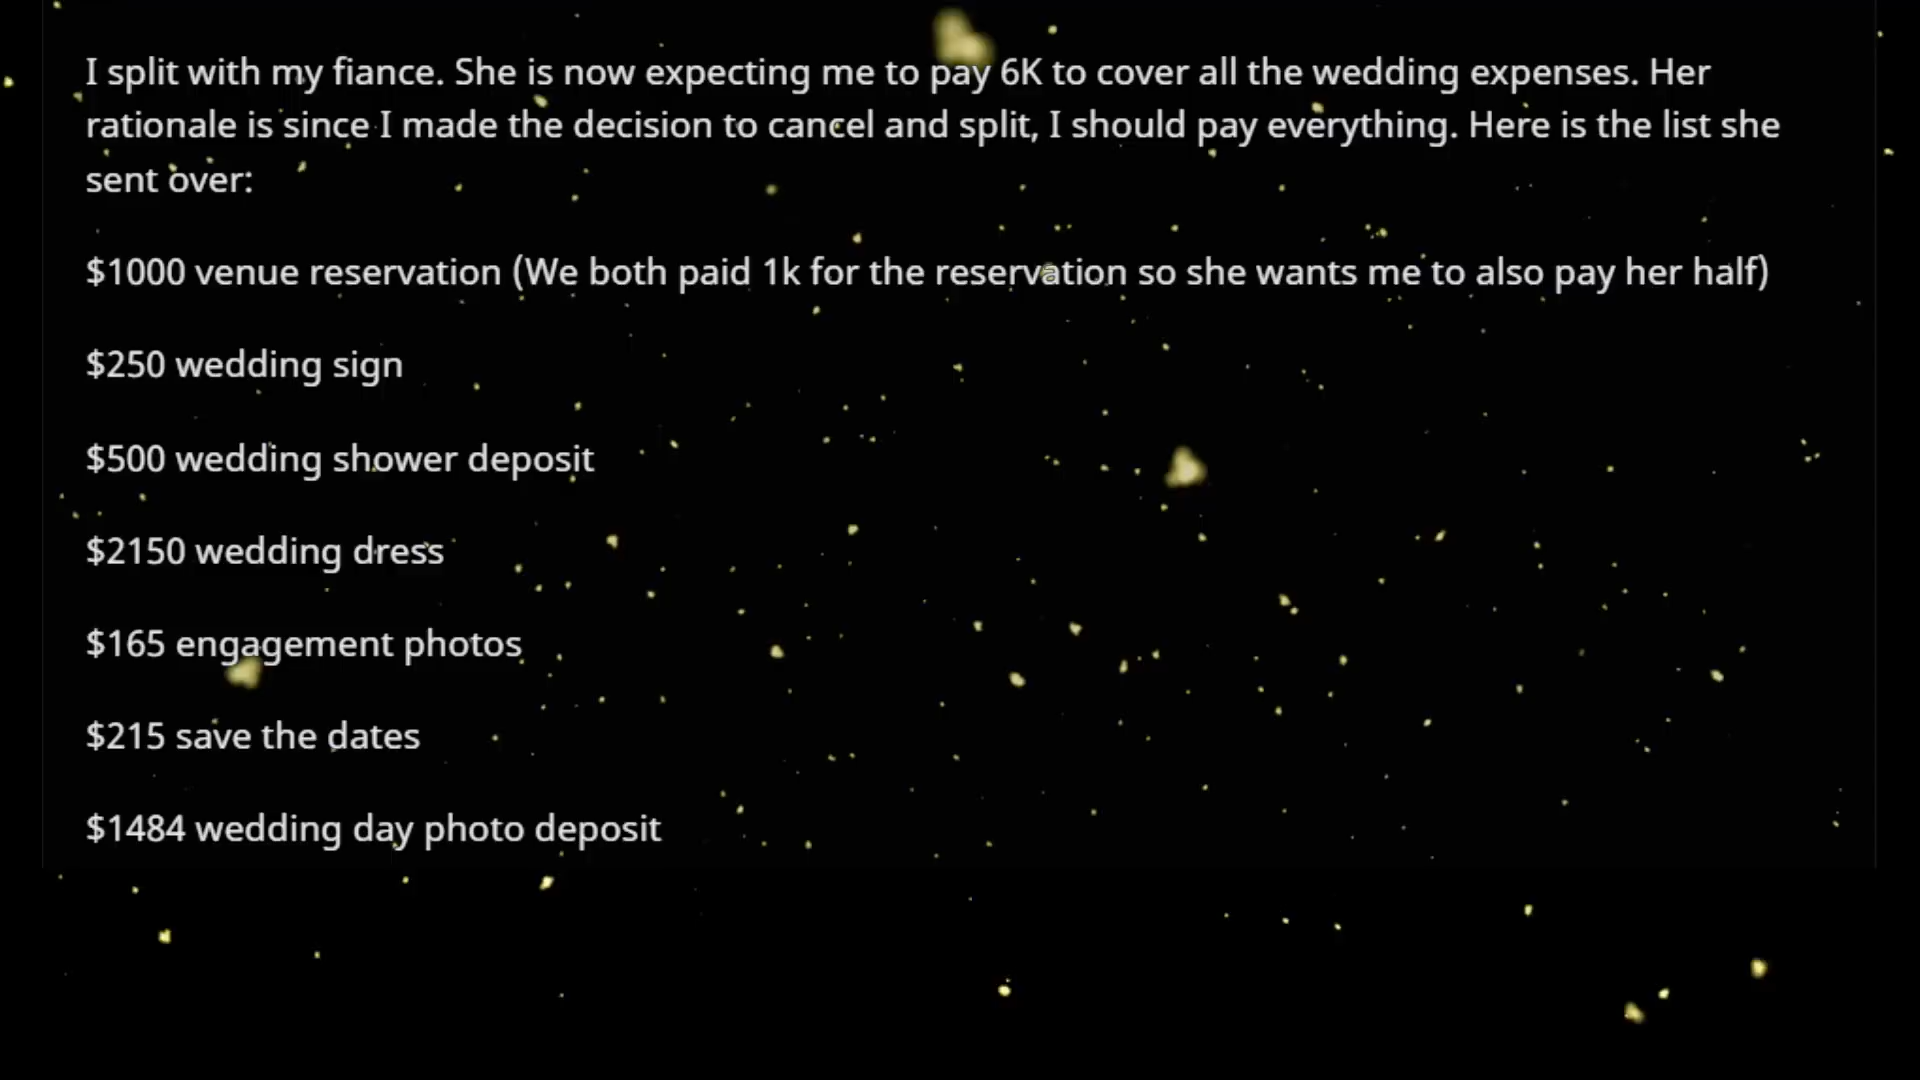 I split with my fiance. She is now expecting me to pay 6K to cover all the wedding expenses. Her
rationale is since I made the decision to cancel and split, I should pay everything. Here is the list she
sent over:
$1000 venue reservation (We both paid 1k for the reservation so she wants me to also pay her half)
$250 wedding sign
$500 wedding shower deposit
$2150 wedding dress
$165 engagement photos
$215 save the dates
$1484 wedding day photo deposit